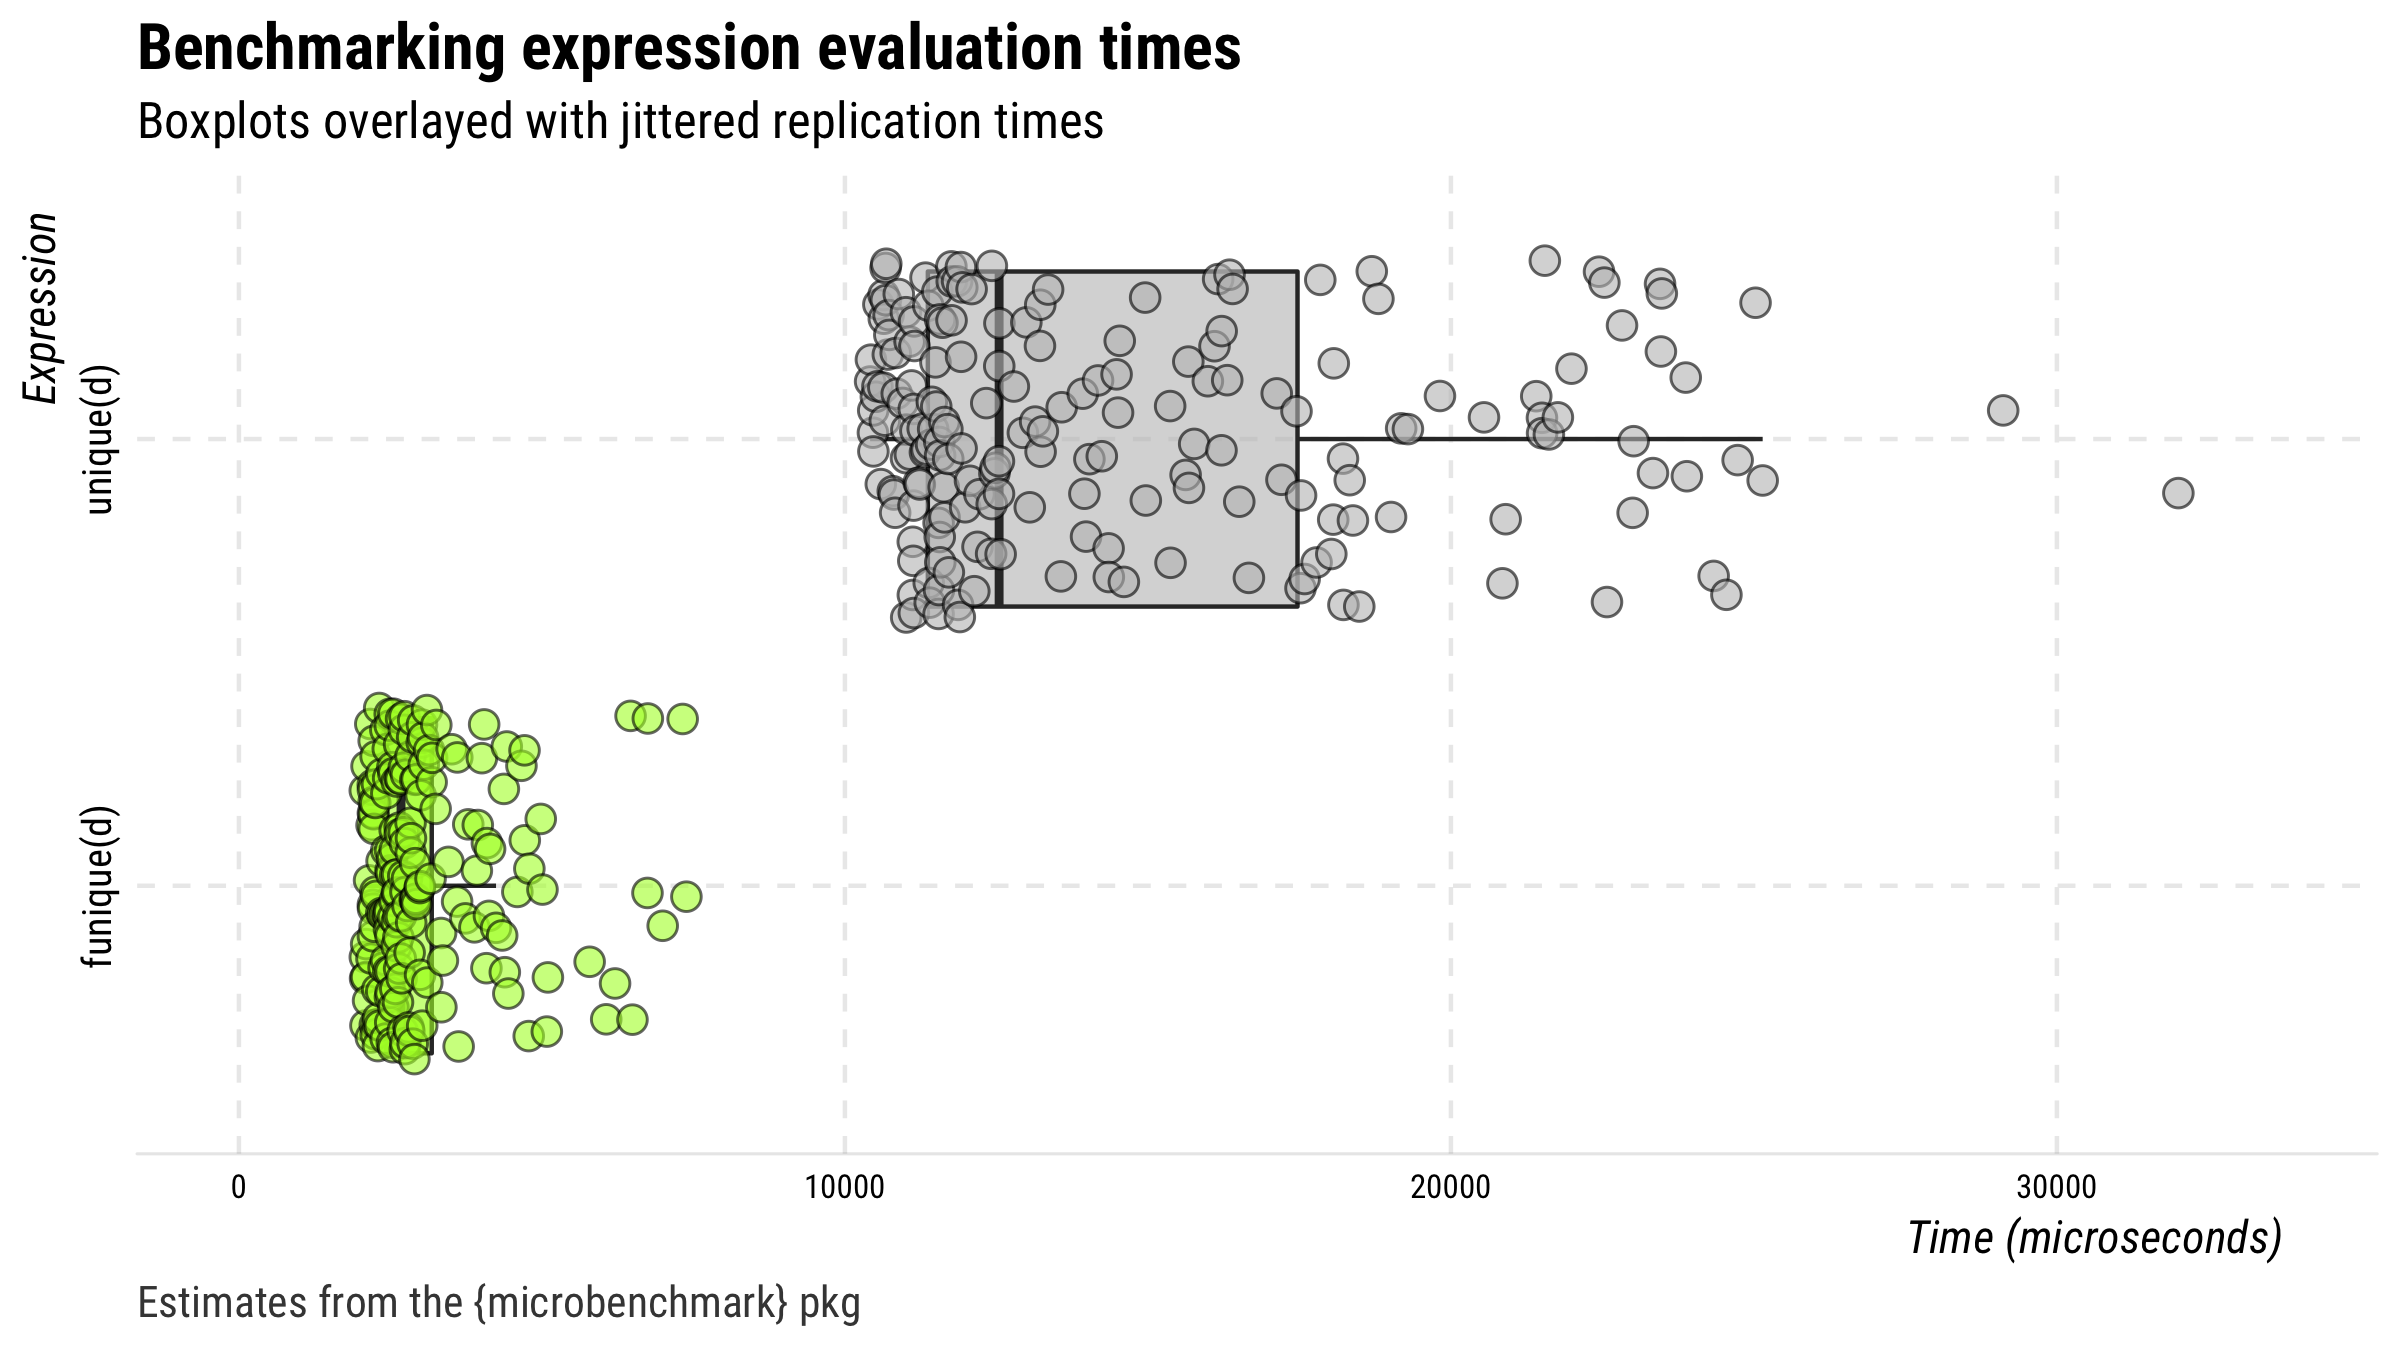 Benchmarking expression evaluation times
Boxplots overlayed with jittered replication times
Expression
unique(d)
funique(d)
0
10000
20000
30000
Time (microseconds)
Estimates from the {microbenchmark} pkg